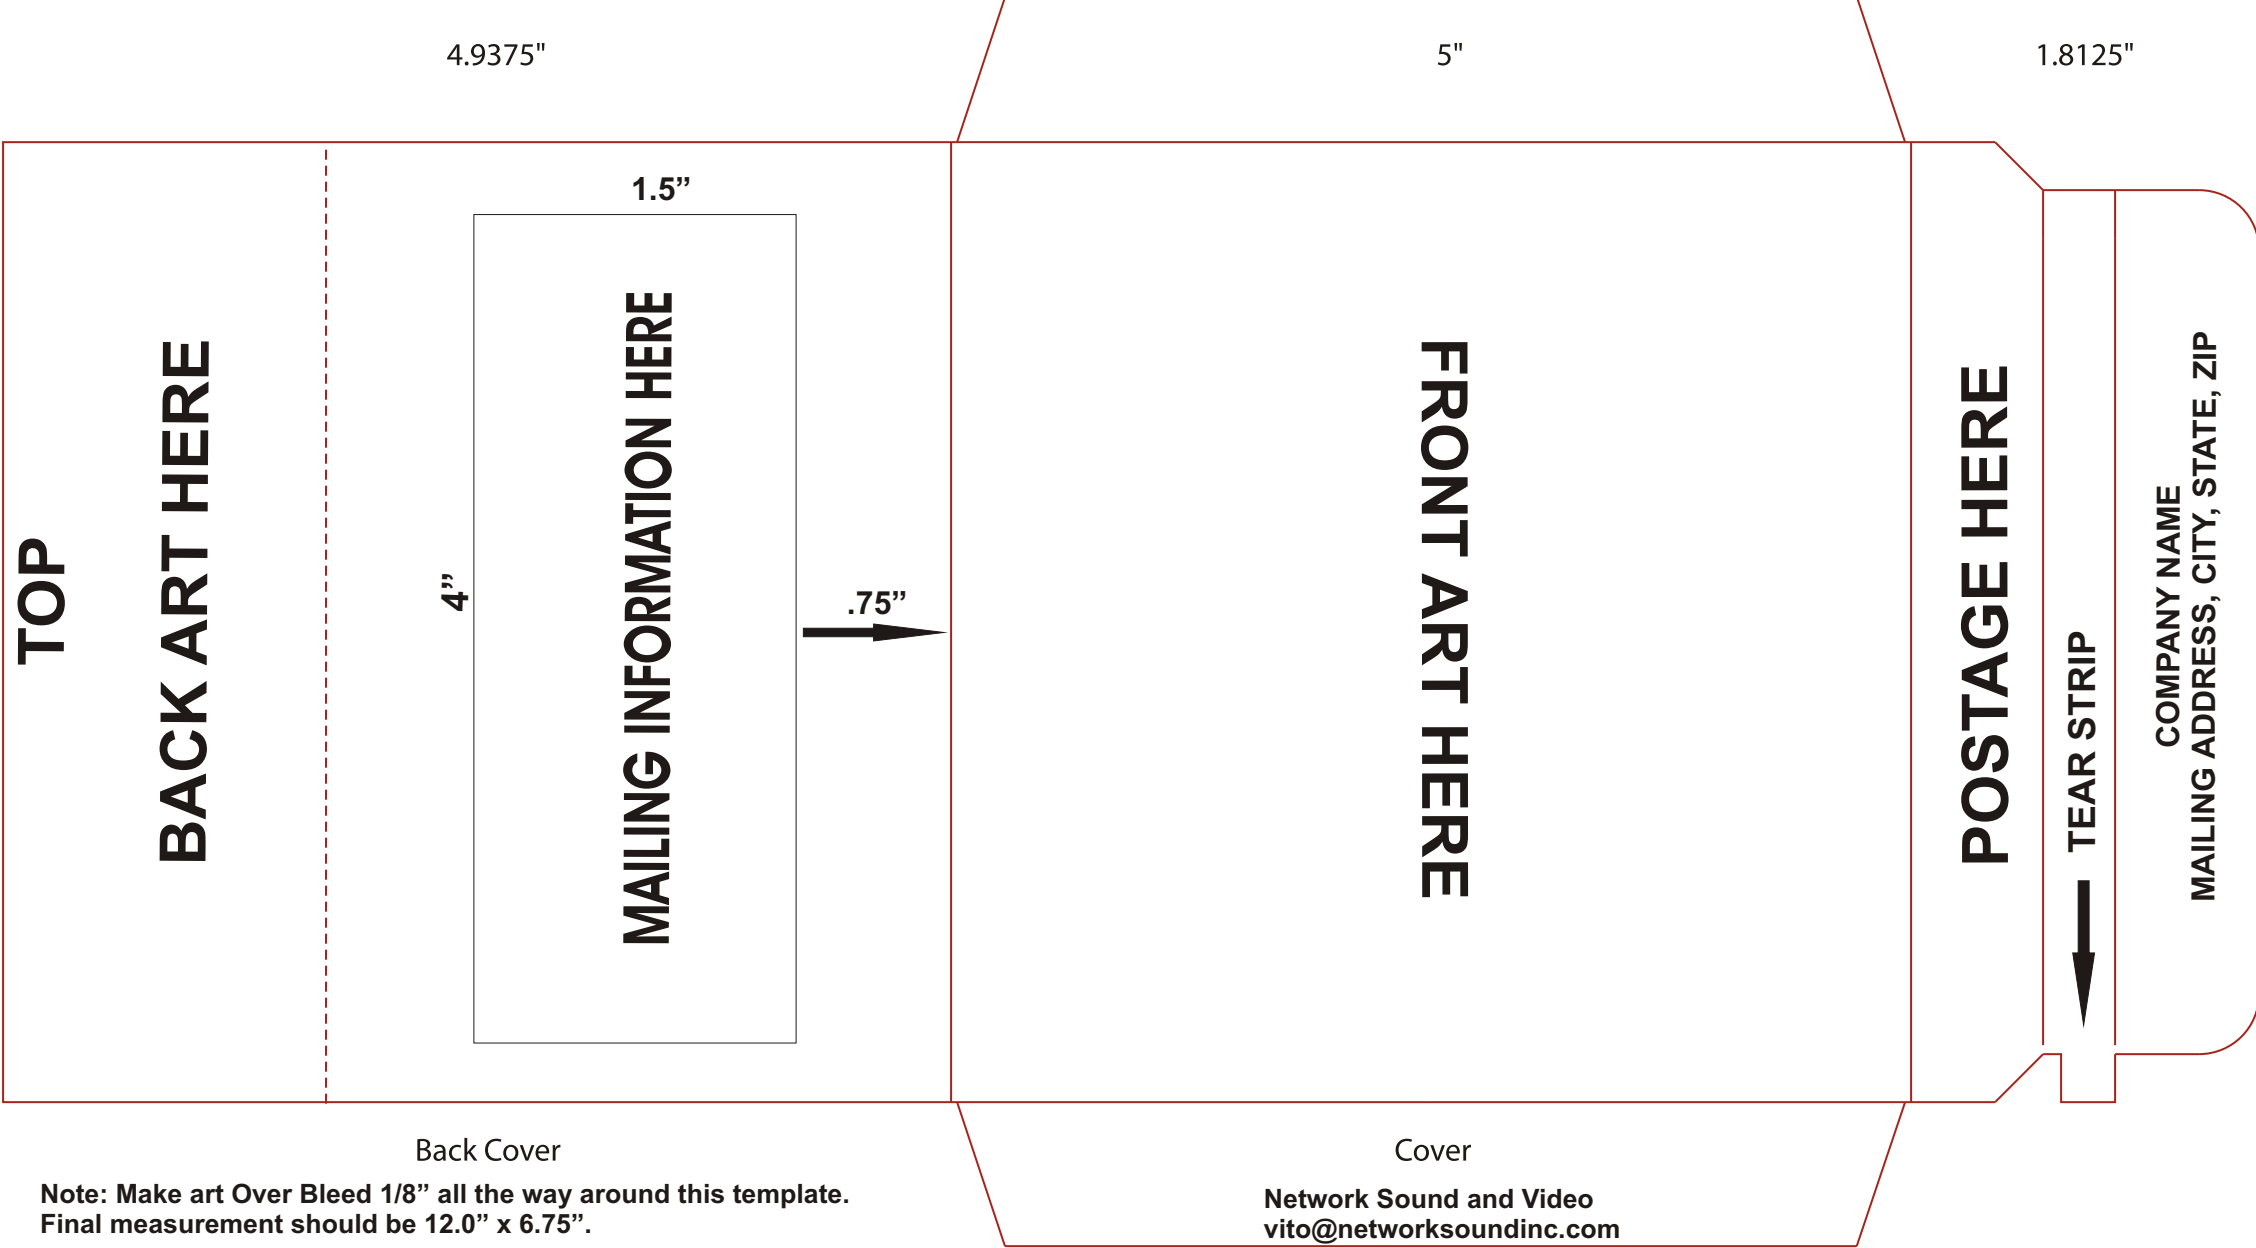 4.9375"
5"
1.8125"
TOP
BACK ART HERE
1.5”
4”
MAILING INFORMATION HERE
.75”
FRONT ART HERE
POSTAGE HERE
TEAR STRIP
COMPANY NAME
MAILING ADDRESS, CITY, STATE, ZIP
Back Cover
Note: Make art Over Bleed 1/8” all the way around this template.
Final measurement should be 12.0” x 6.75”.
Cover
Network Sound and Video
vito@networksoundinc.com